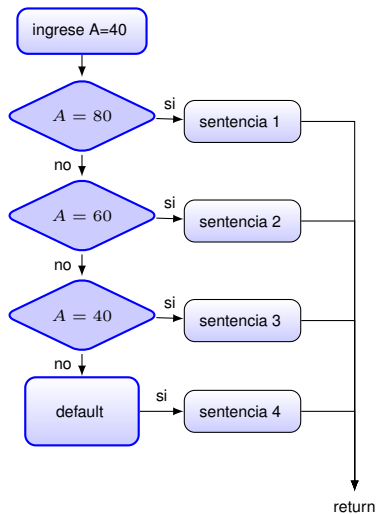 ingrese A=40
A = 80
si
sentencia 1
no
A = 60
si
sentencia 2
no
A = 40
si
sentencia 3
no
default
si
sentencia 4
return